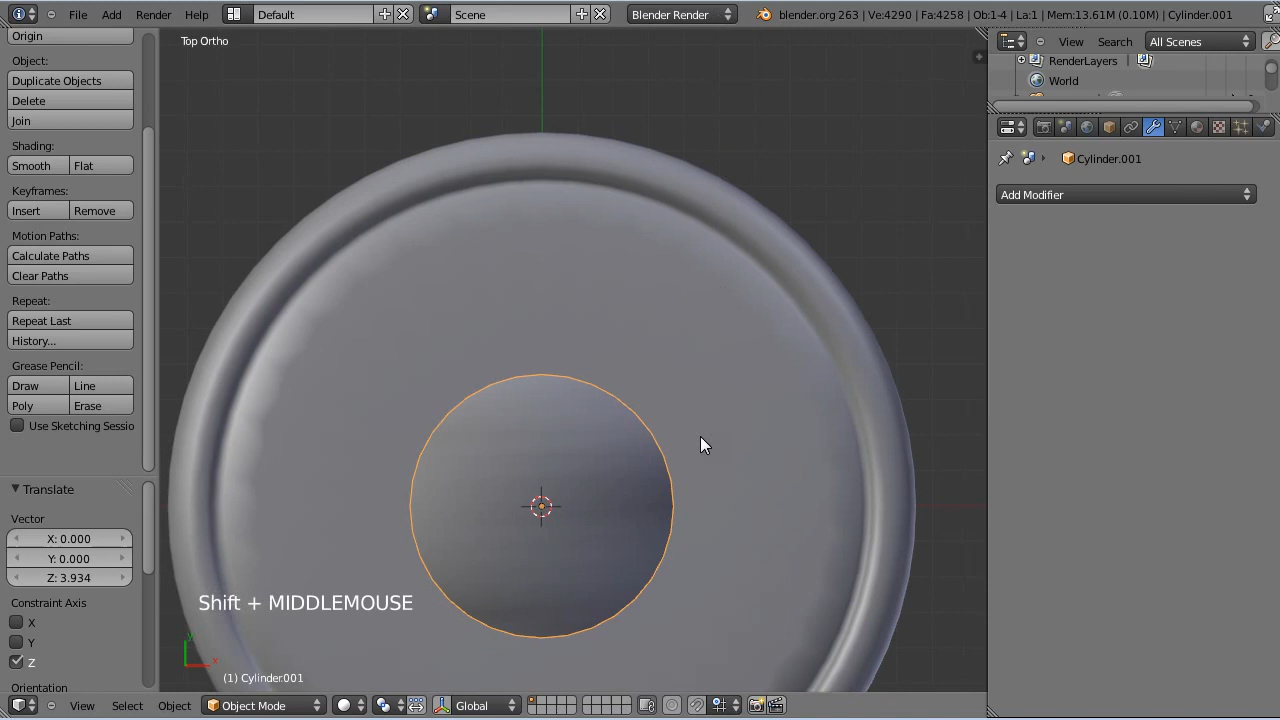 File Add Render Help Default Scene Blender Render blender.org 263 | Ve:4290 | Fa:4258 | Ob:1-4 | La:1 | Mem:13.61M (0.10M) | Cylinder.001
Origin
Object:
Duplicate Objects
Delete
Join
Shading:
Smooth Flat
Keyframes:
Insert Remove
Motion Paths:
Calculate Paths
Clear Paths
Repeat:
Repeat Last
History...
Grease Pencil:
Draw Line
Poly Erase
Use Sketching Sessio
Translate
Vector
X: 0.000
Y: 0.000
Z: 3.934
Constraint Axis
X
Y
Z
Orientation
Top Ortho
Shift + MIDDLEMOUSE
y
x
(1) Cylinder.001
View Select Object Object Mode Global
View Search All Scenes
RenderLayers
World
Cylinder.001
Add Modifier